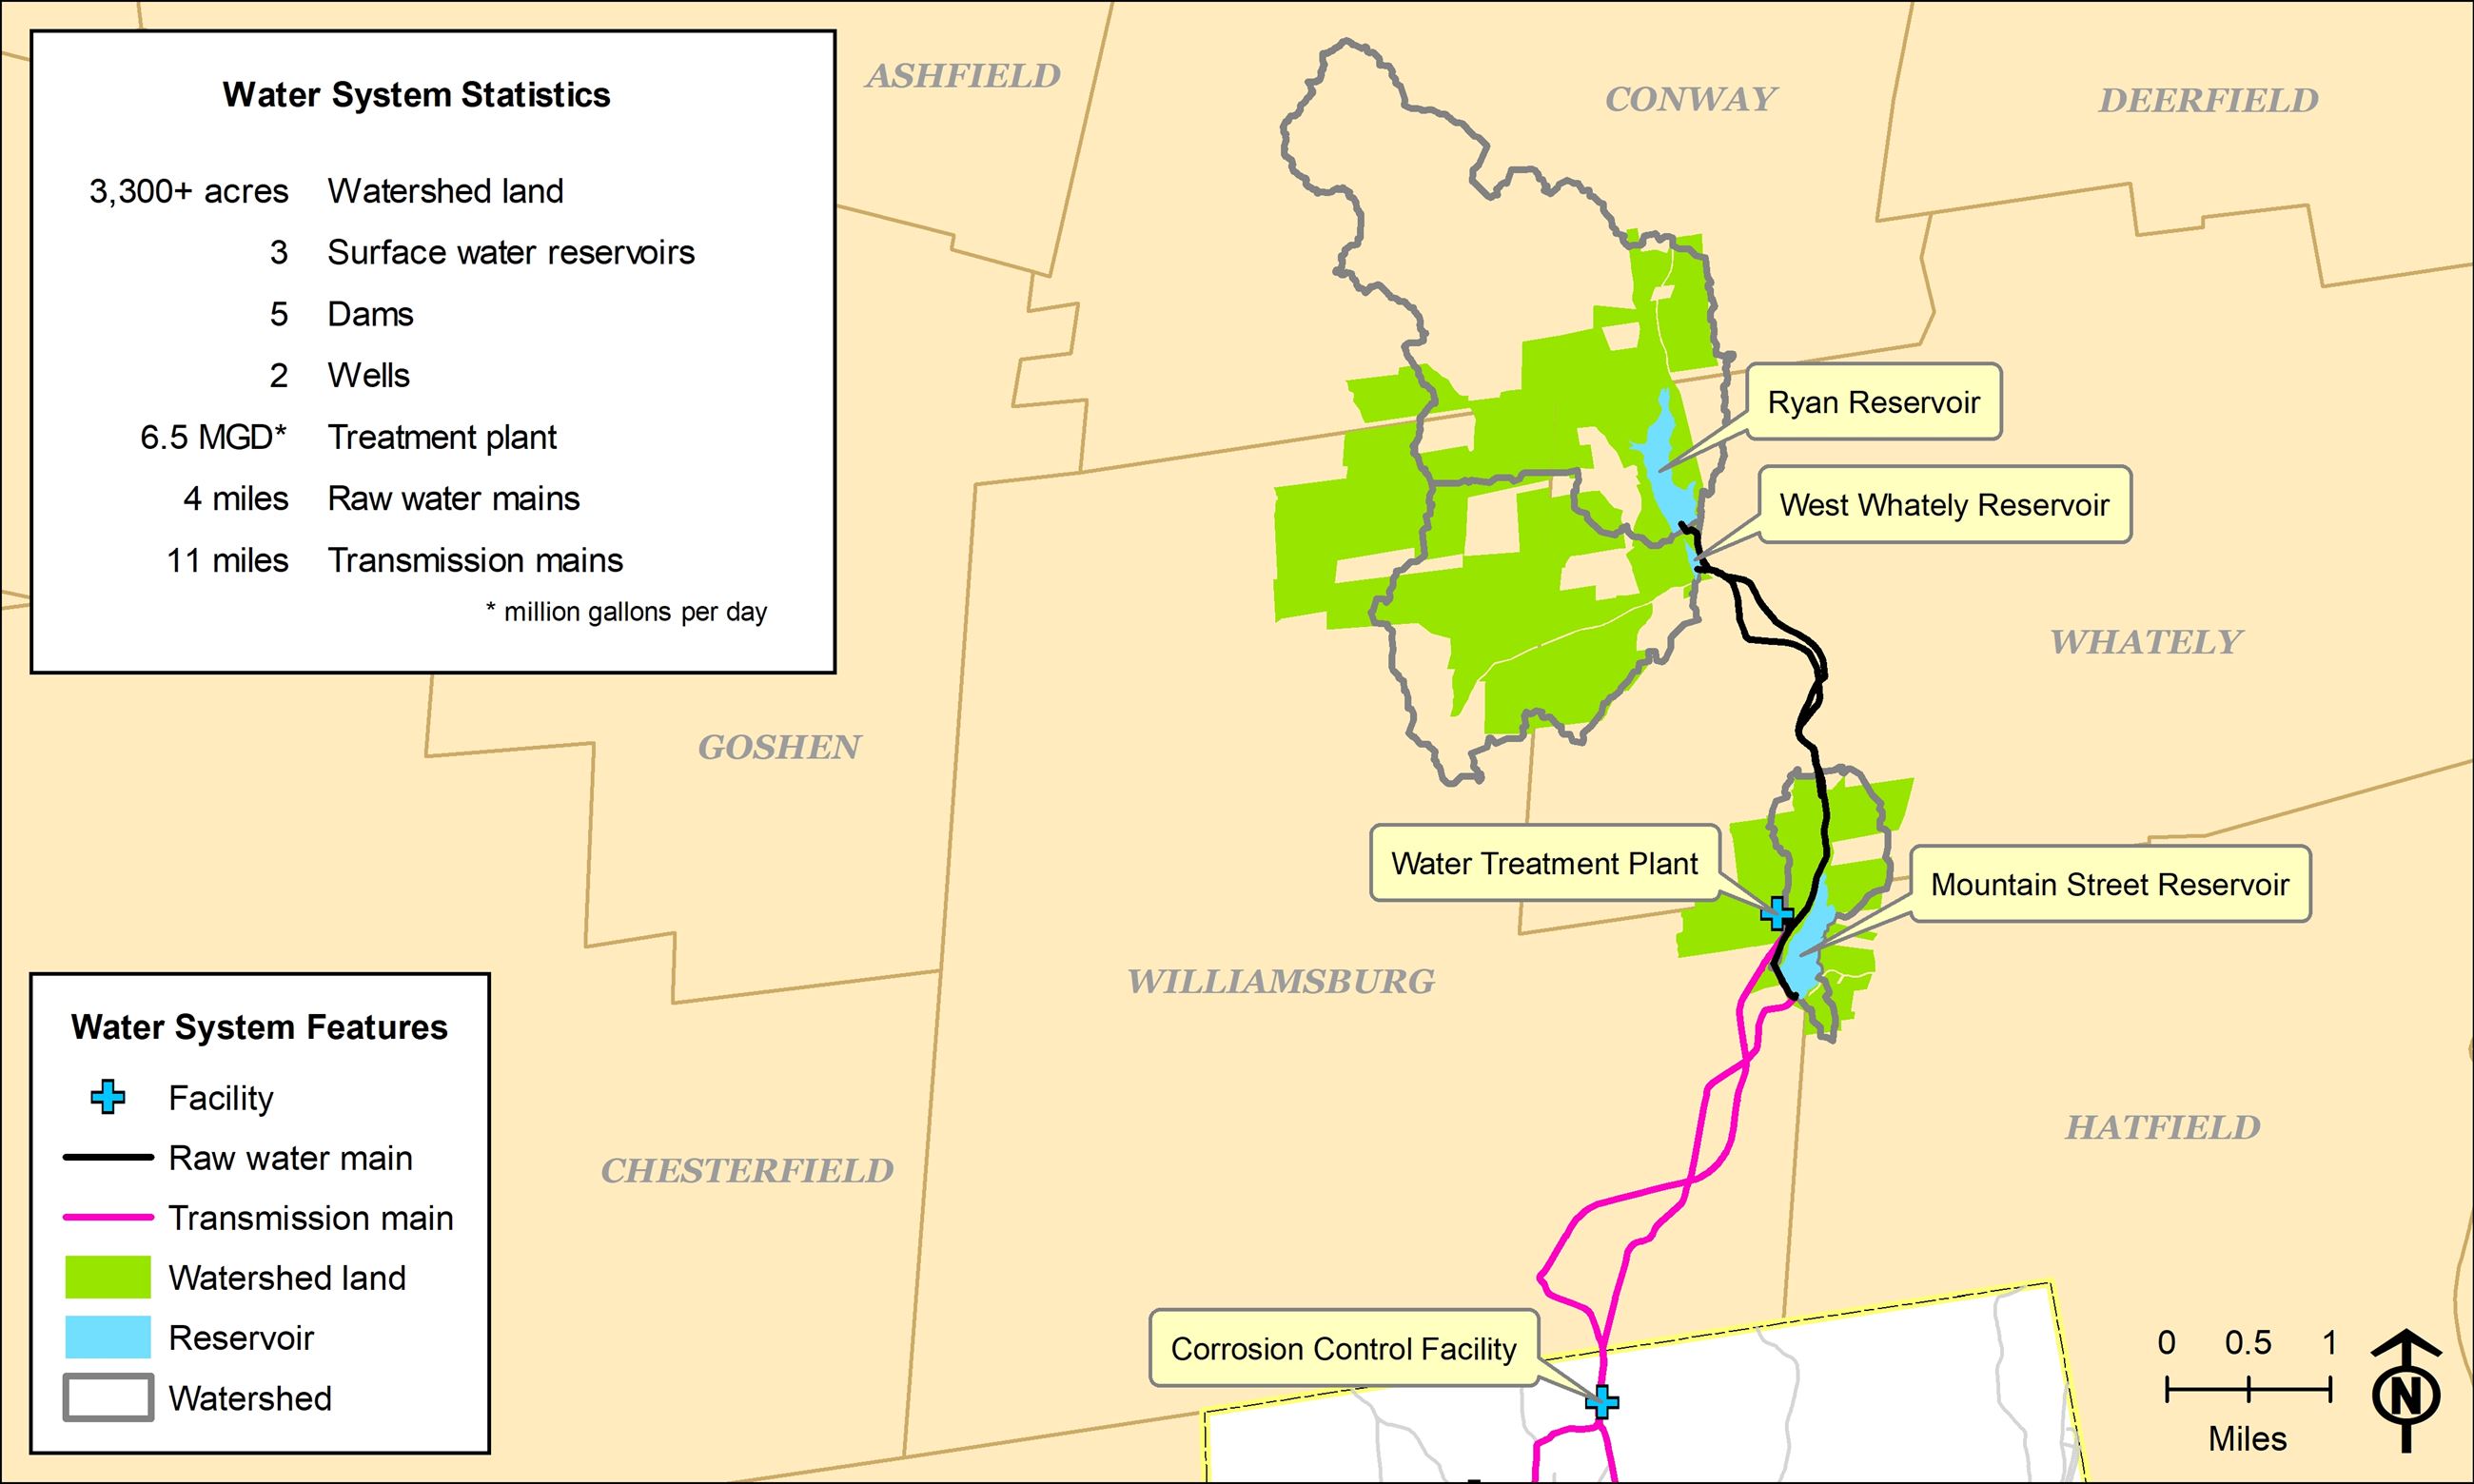 Water System Statistics
3,300+ acres Watershed land
3 Surface water reservoirs
5 Dams
2 Wells
6.5 MGD* Treatment plant
4 miles Raw water mains
11 miles Transmission mains
* million gallons per day
ASHFIELD
CONWAY
DEERFIELD
Ryan Reservoir
West Whately Reservoir
WHATELY
GOSHEN
Water Treatment Plant
Mountain Street Reservoir
WILLIAMSBURG
HATFIELD
CHESTERFIELD
Corrosion Control Facility
Water System Features
Facility
Raw water main
Transmission main
Watershed land
Reservoir
Watershed
0 0.5 1
Miles
N